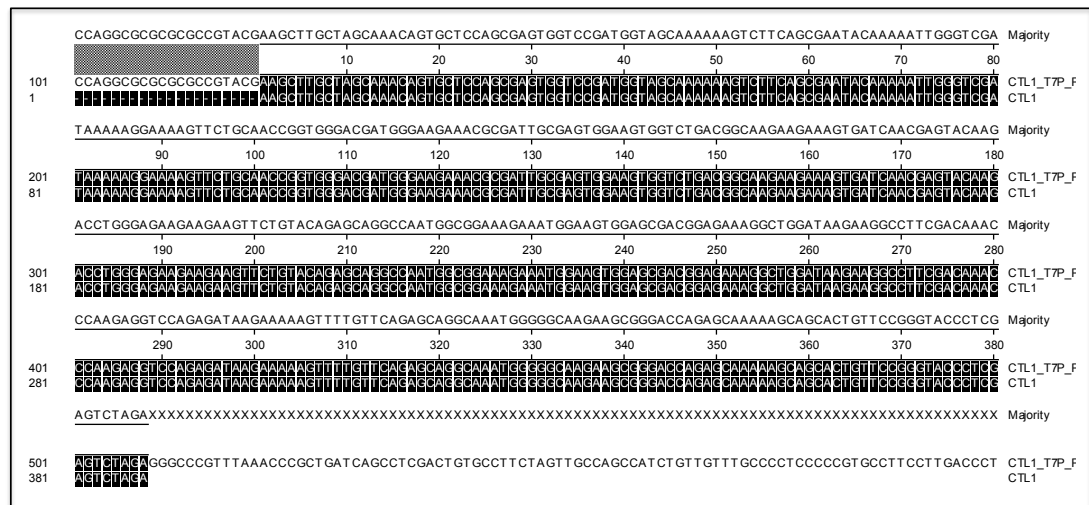 CCAGGCGCGCGCGCCGTACGAAGCTTGCTAGCAAACAGTGCTCCAGCGAGTGGTCCGATGGTAGCAAAAAAGTCTTCAGCGAATACAAAAATTGGGTCGA Majority
10 20 30 40 50 60 70 80
101 CCAGGCGCGCGCGCCGTACGAAGCTTGCTAGCAAACAGTGCTCCAGCGAGTGGTCCGATGGTAGCAAAAAAGTCTTCAGCGAATACAAAAATTGGGTCGA CTL1_T7P_F
1 --------------------AAGCTTGCTAGCAAACAGTGCTCCAGCGAGTGGTCCGATGGTAGCAAAAAAGTCTTCAGCGAATACAAAAATTGGGTCGA CTL1
TAAAAAGGAAAAGTTCTGCAACCGGTGGGACGATGGGAAGAAACGCGATTGCGAGTGGAAGTGGTCTGACGGCAAGAAGAAAGTGATCAACGAGTACAAG Majority
90 100 110 120 130 140 150 160 170 180
201 TAAAAAGGAAAAGTTCTGCAACCGGTGGGACGATGGGAAGAAACGCGATTGCGAGTGGAAGTGGTCTGACGGCAAGAAGAAAGTGATCAACGAGTACAAG CTL1_T7P_F
81 TAAAAAGGAAAAGTTCTGCAACCGGTGGGACGATGGGAAGAAACGCGATTGCGAGTGGAAGTGGTCTGACGGCAAGAAGAAAGTGATCAACGAGTACAAG CTL1
ACCTGGGAGAAGAAGAAGTTCTGTACAGAGCAGGCCAATGGCGGAAAGAAATGGAAGTGGAGCGACGGAGAAAGGCTGGATAAGAAGGCCTTCGACAAAC Majority
190 200 210 220 230 240 250 260 270 280
301 ACCTGGGAGAAGAAGAAGTTCTGTACAGAGCAGGCCAATGGCGGAAAGAAATGGAAGTGGAGCGACGGAGAAAGGCTGGATAAGAAGGCCTTCGACAAAC CTL1_T7P_F
181 ACCTGGGAGAAGAAGAAGTTCTGTACAGAGCAGGCCAATGGCGGAAAGAAATGGAAGTGGAGCGACGGAGAAAGGCTGGATAAGAAGGCCTTCGACAAAC CTL1
CCAAGAGGTCCAGAGATAAGAAAAAGTTTTGTTCAGAGCAGGCAAATGGGGGCAAGAAGCGGGACCAGAGCAAAAAGCAGCACTGTTCCGGGTACCCTCG Majority
290 300 310 320 330 340 350 360 370 380
401 CCAAGAGGTCCAGAGATAAGAAAAAGTTTTGTTCAGAGCAGGCAAATGGGGGCAAGAAGCGGGACCAGAGCAAAAAGCAGCACTGTTCCGGGTACCCTCG CTL1_T7P_F
281 CCAAGAGGTCCAGAGATAAGAAAAAGTTTTGTTCAGAGCAGGCAAATGGGGGCAAGAAGCGGGACCAGAGCAAAAAGCAGCACTGTTCCGGGTACCCTCG CTL1
AGTCTAGAXXXXXXXXXXXXXXXXXXXXXXXXXXXXXXXXXXXXXXXXXXXXXXXXXXXXXXXXXXXXXXXXXXXXXXXXXXXXXXXXXXXXXXXXXXXX Majority
501 AGTCTAGAGGGCCCGTTTAAACCCGCTGATCAGCCTCGACTGTGCCTTCTAGTTGCCAGCCATCTGTTGTTTGCCCCTCCCCCGTGCCTTCCTTGACCCT CTL1_T7P_F
381 AGTCTAGA CTL1